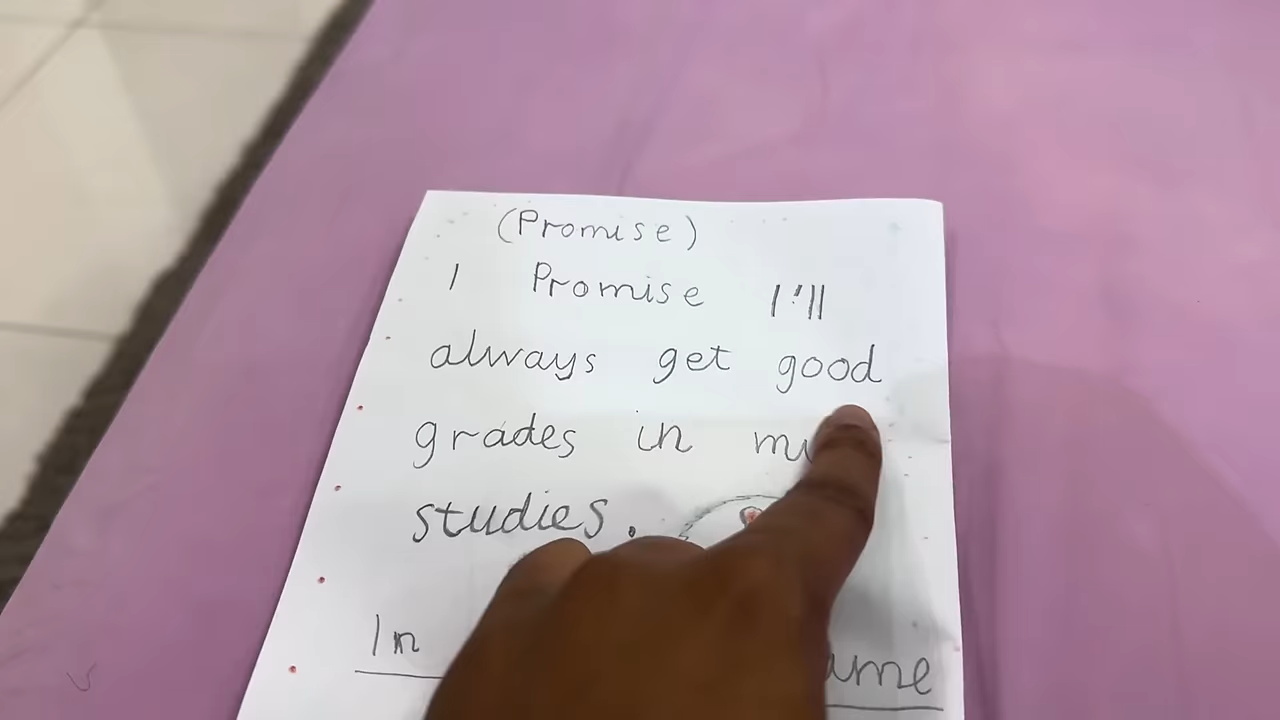 (Promise)
I Promise I'll
always get good
grades in
studies.
In